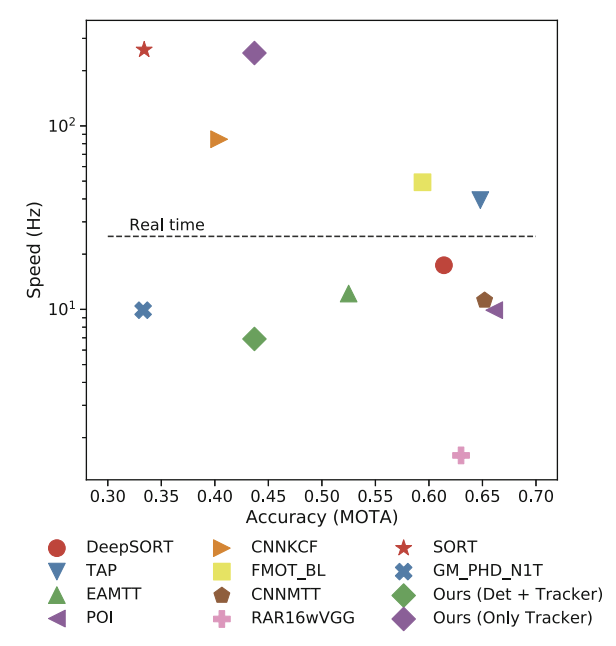 10²
Speed (Hz)
Real time
10¹
0.30 0.35 0.40 0.45 0.50 0.55 0.60 0.65 0.70
Accuracy (MOTA)
DeepSORT CNNKCF SORT
TAP FMOT_BL GM_PHD_N1T
EAMTT CNNMTT Ours (Det + Tracker)
POI RAR16wVGG Ours (Only Tracker)